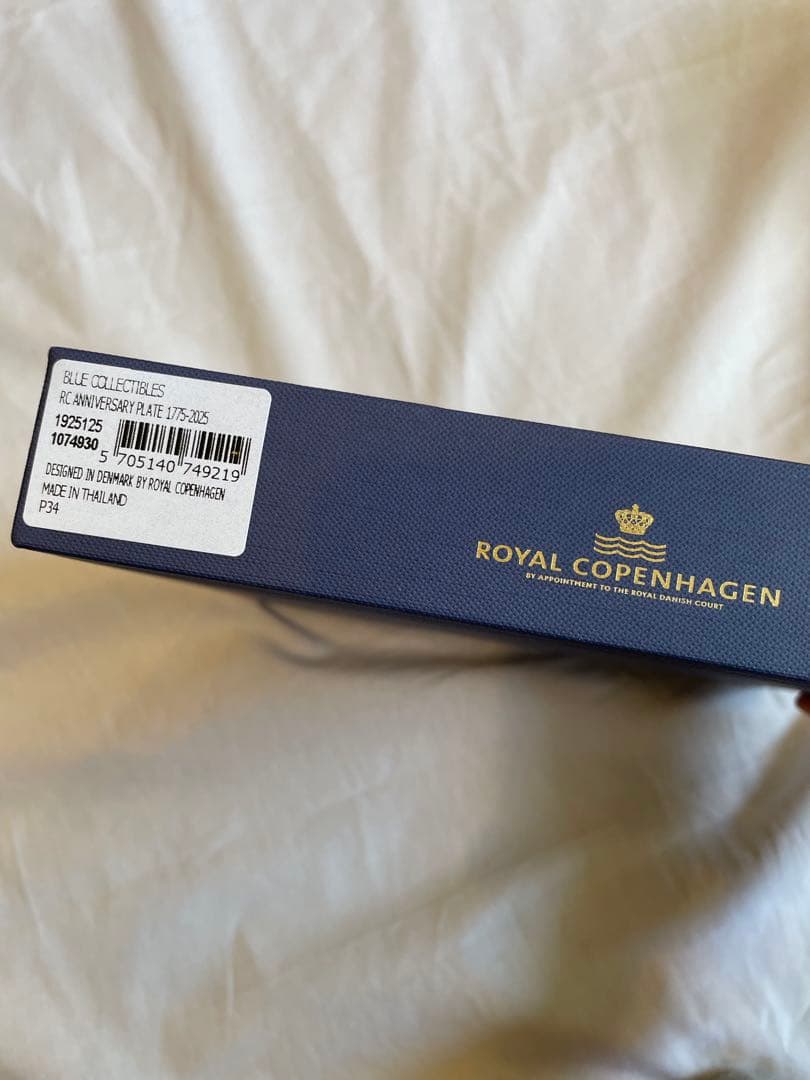 BLUE COLLECTIBLES
RC ANNIVERSARY PLATE 1775-2025
1925125
1074930
5 705140 749219
DESIGNED IN DENMARK BY ROYAL COPENHAGEN
MADE IN THAILAND
P34
ROYAL COPENHAGEN
BY APPOINTMENT TO THE ROYAL DANISH COURT